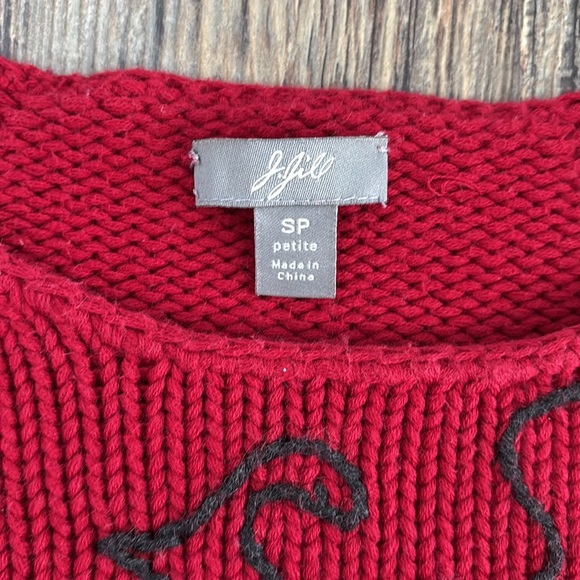 J.Jill
SP
petite
Made in
China